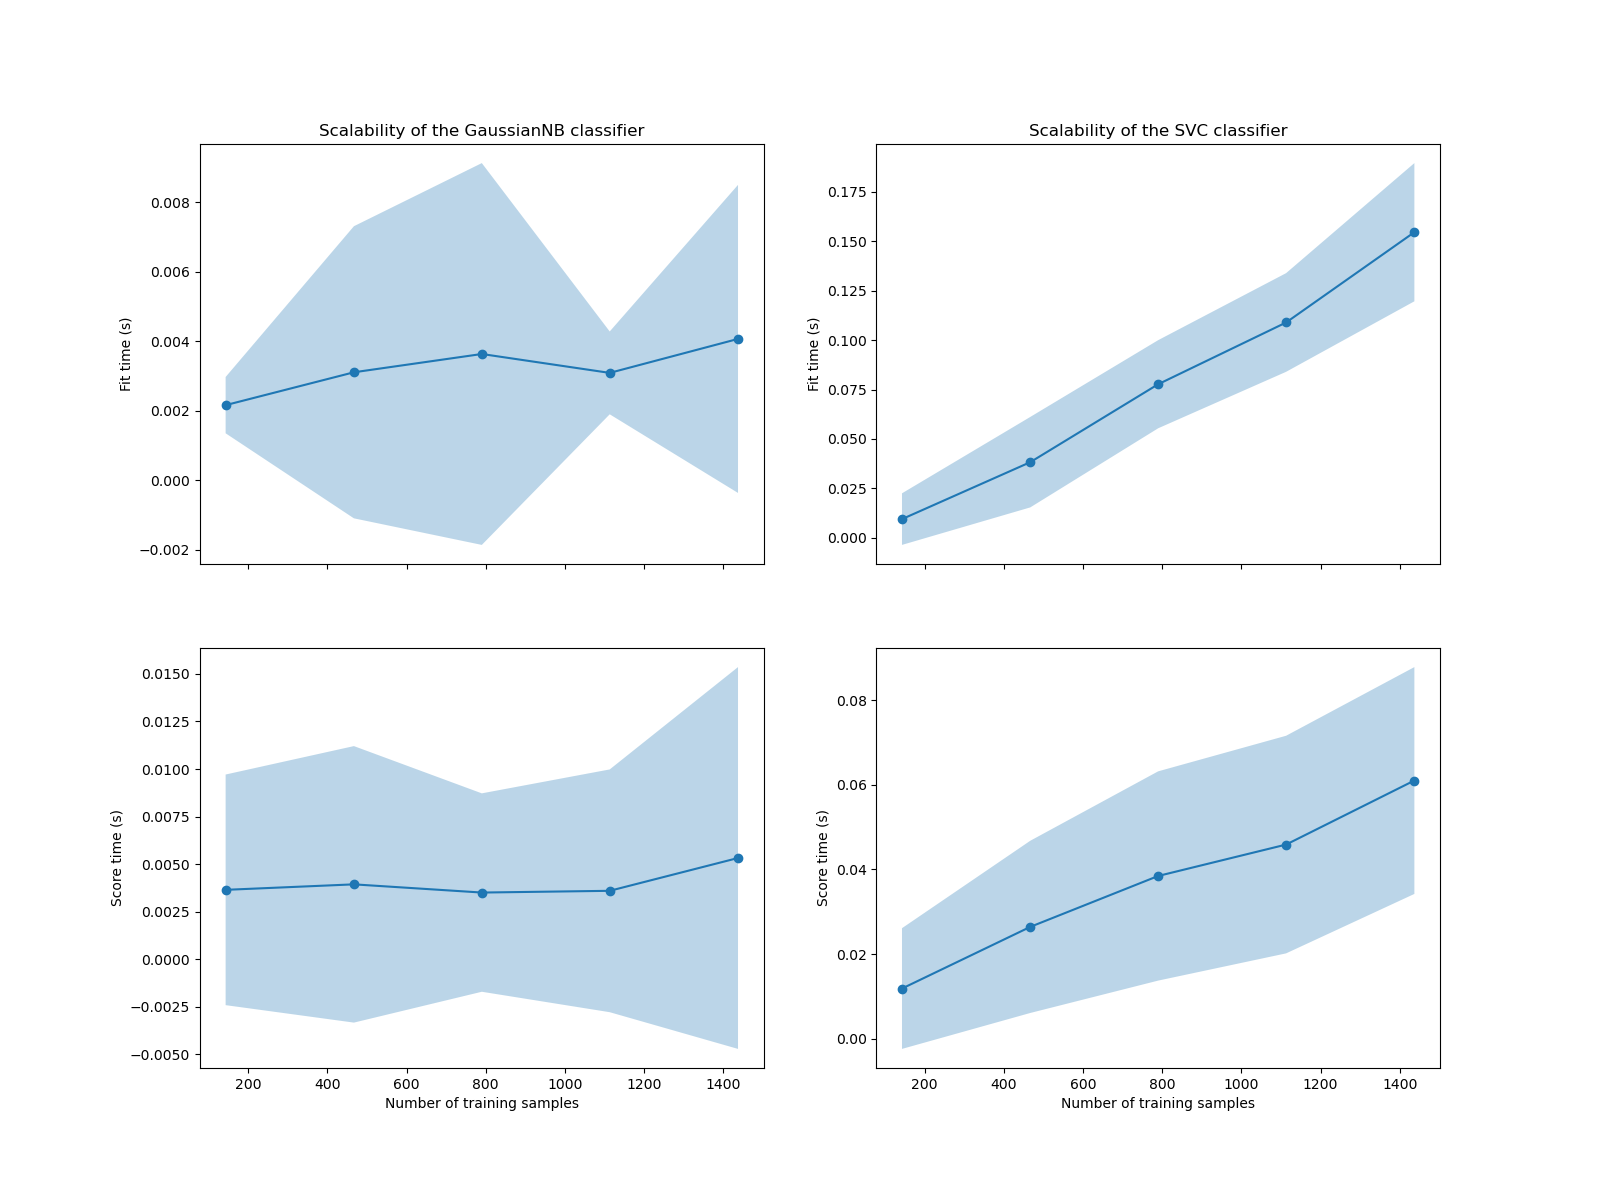 Scalability of the GaussianNB classifier
Fit time (s)
0.008
0.006
0.004
0.002
0.000
−0.002
Scalability of the SVC classifier
Fit time (s)
0.175
0.150
0.125
0.100
0.075
0.050
0.025
0.000
Score time (s)
0.0150
0.0125
0.0100
0.0075
0.0050
0.0025
0.0000
−0.0025
−0.0050
200 400 600 800 1000 1200 1400
Number of training samples
Score time (s)
0.08
0.06
0.04
0.02
0.00
200 400 600 800 1000 1200 1400
Number of training samples